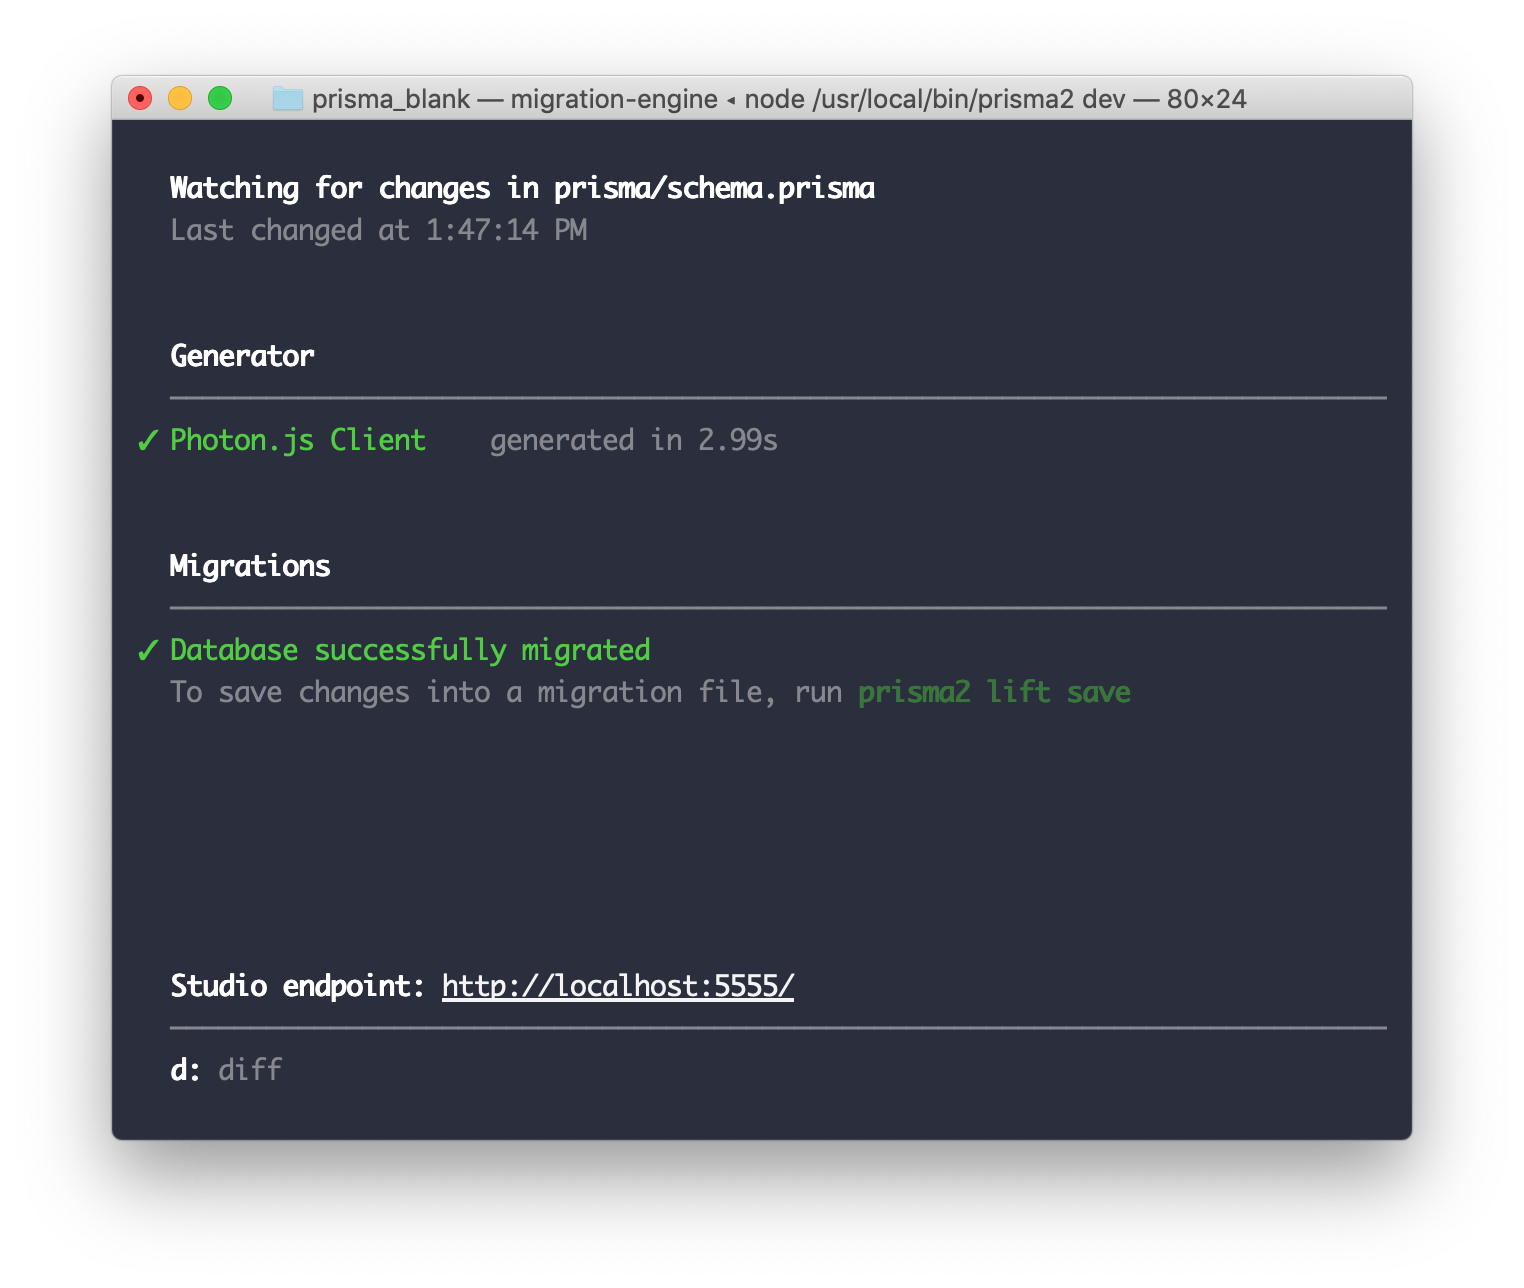 prisma_blank — migration-engine ◂ node /usr/local/bin/prisma2 dev — 80×24
Watching for changes in prisma/schema.prisma
Last changed at 1:47:14 PM
Generator
✓ Photon.js Client    generated in 2.99s
Migrations
✓ Database successfully migrated
To save changes into a migration file, run prisma2 lift save
Studio endpoint: http://localhost:5555/
d: diff